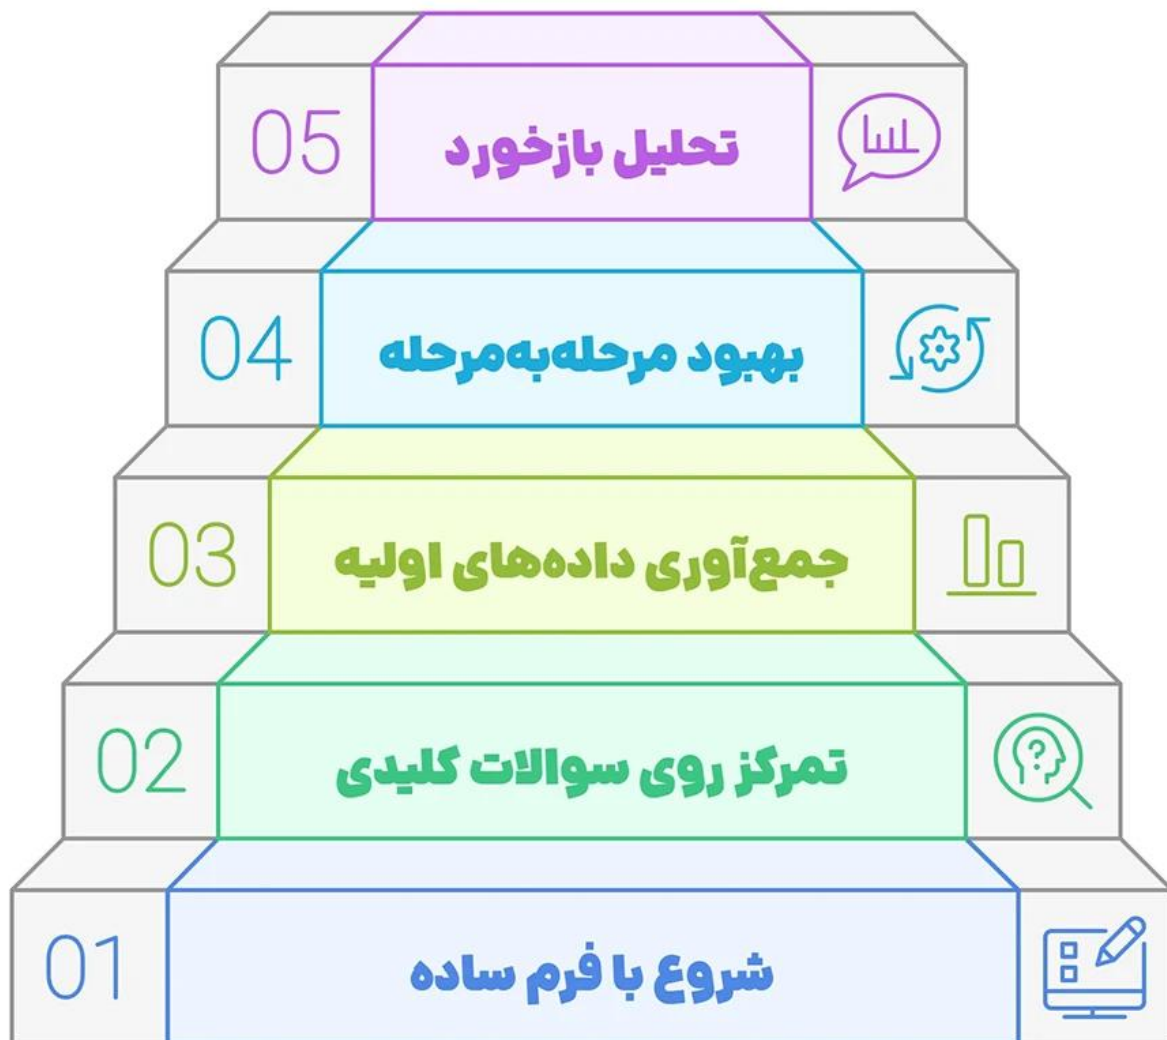 05
تحلیل بازخورد
04
بهبود مرحله‌به‌مرحله
03
جمع‌آوری داده‌های اولیه
02
تمرکز روی سوالات کلیدی
01
شروع با فرم ساده